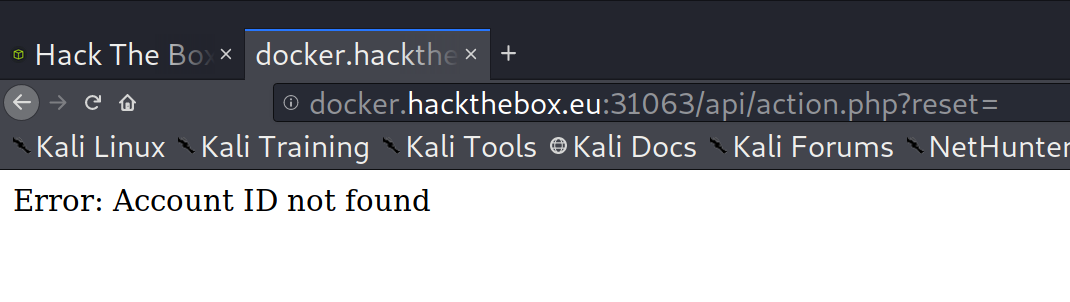 Hack The Box
docker.hackthe
docker.hackthebox.eu:31063/api/action.php?reset=
Kali Linux Kali Training Kali Tools Kali Docs Kali Forums NetHunter
Error: Account ID not found